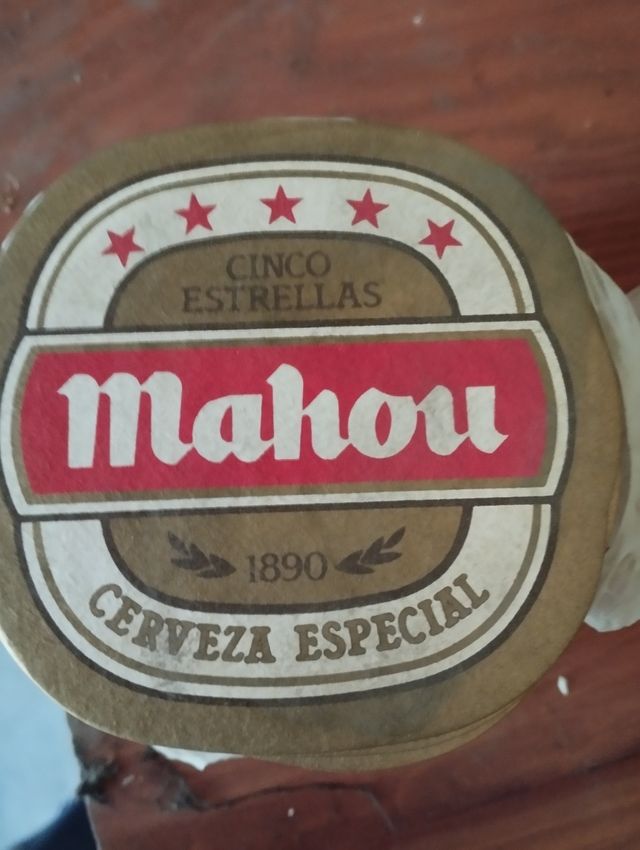 CINCO
ESTRELLAS
Mahou
1890
CERVEZA ESPECIAL